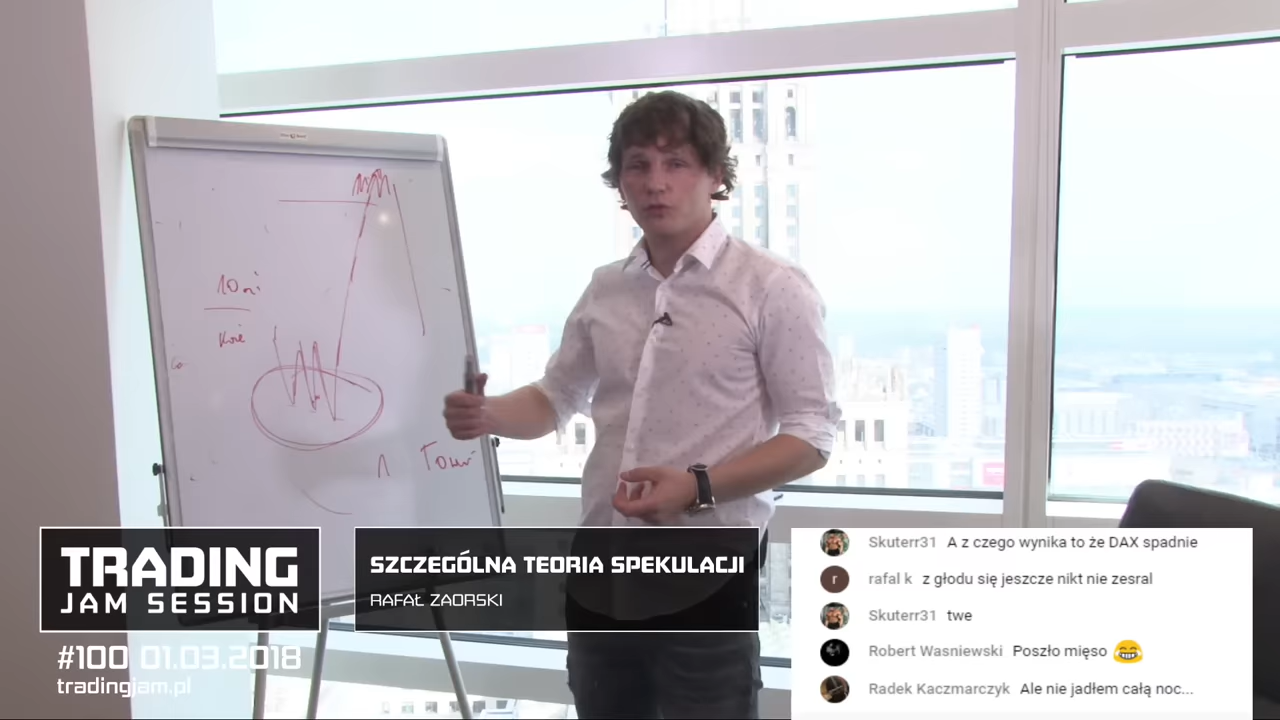 TRADING
JAM SESSION
#100 01.03.2018
tradingjam.pl
SZCZEGÓLNA TEORIA SPEKULACJI
RAFAŁ ZAORSKI
Skuterr31 A z czego wynika to że DAX spadnie
rafal k z głodu się jeszcze nikt nie zesral
Skuterr31 twe
Robert Wasniewski Poszło mięso 😂
Radek Kaczmarczyk Ale nie jadłem całą noc...